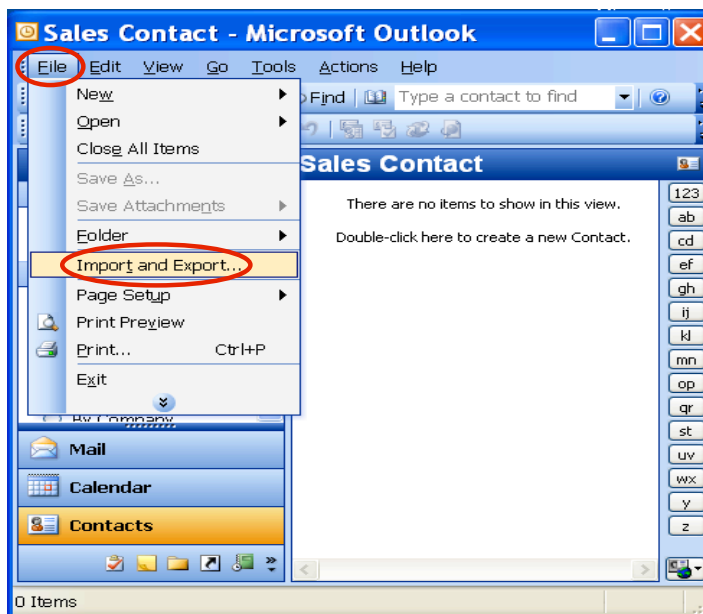 Sales Contact - Microsoft Outlook
File Edit View Go Tools Actions Help
New
Find Type a contact to find
Open
Close All Items
Sales Contact
Save As...
Save Attachments
There are no items to show in this view.
Folder
Double-click here to create a new Contact.
Import and Export...
Page Setup
Print Preview
Print... Ctrl+P
Exit
By Company
Mail
Calendar
Contacts
123
ab
cd
ef
gh
ij
kl
mn
op
qr
st
uv
wx
y
z
0 Items